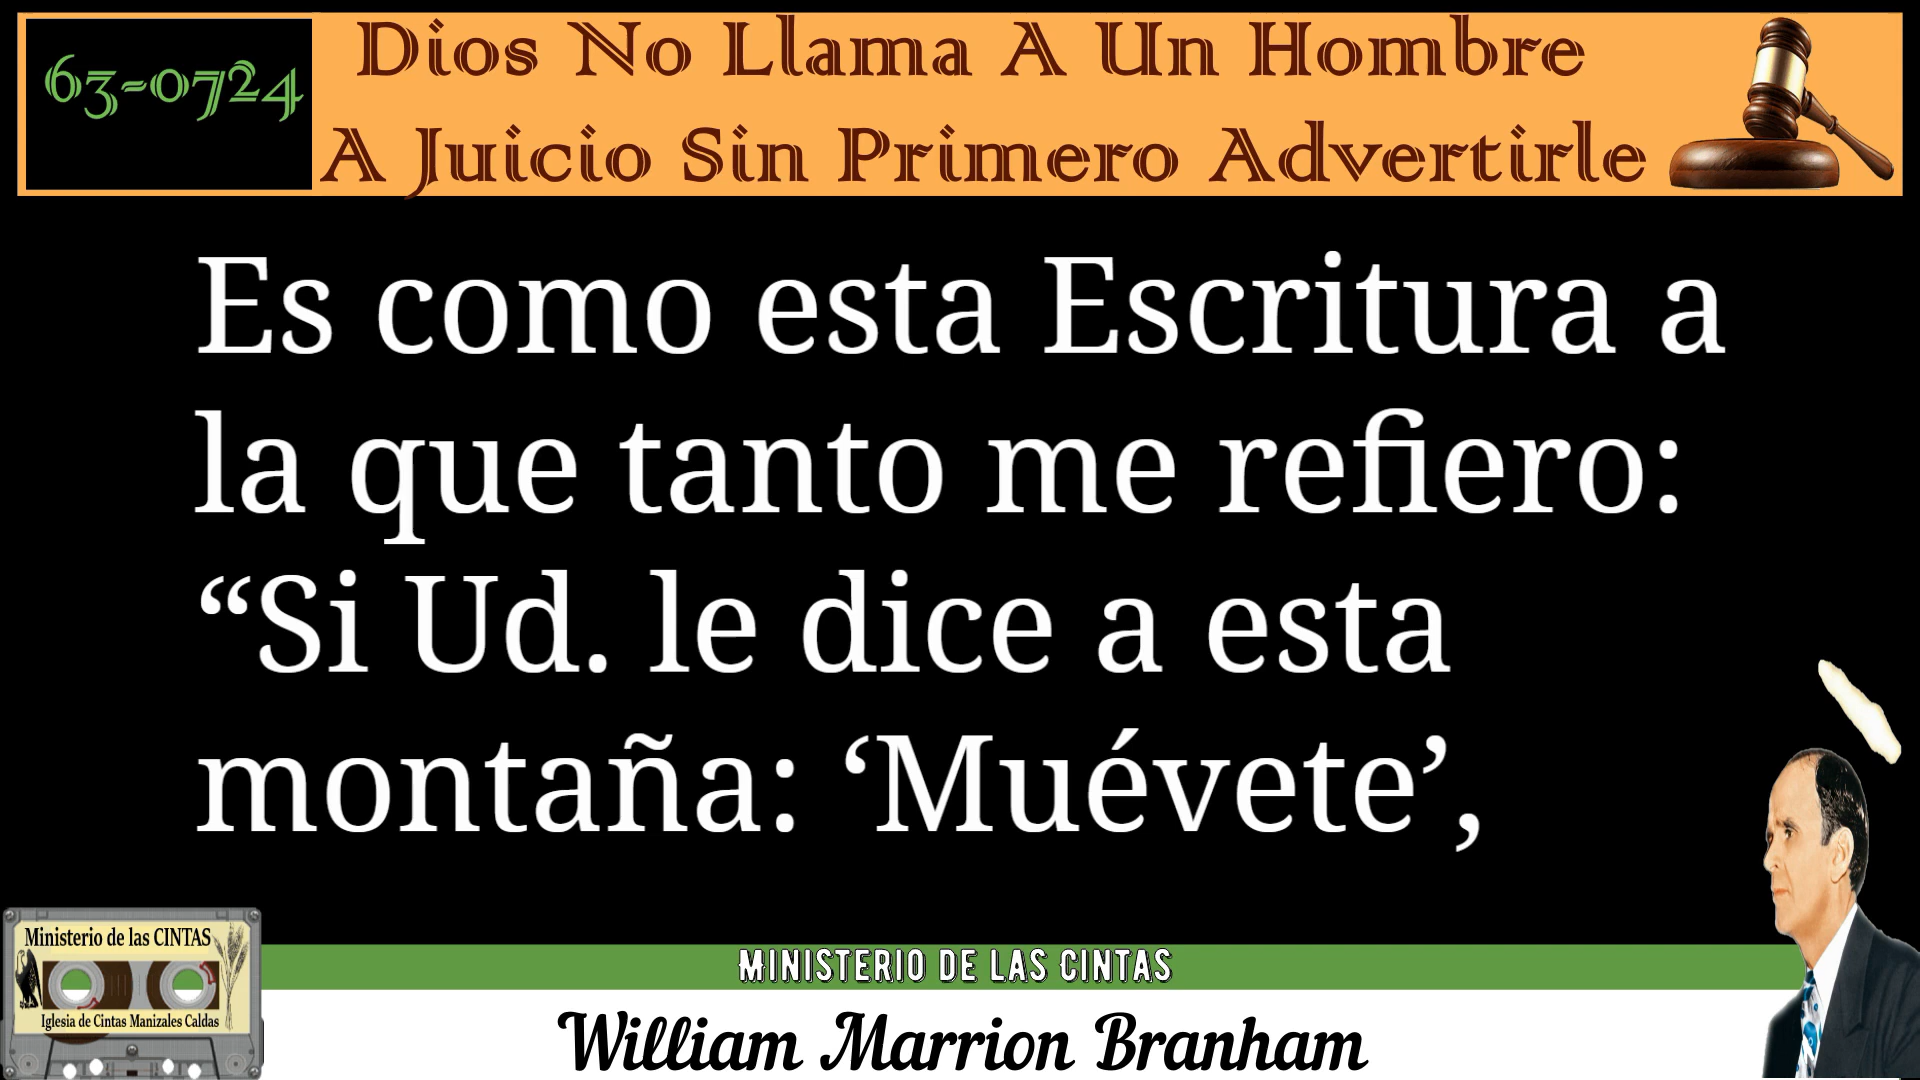 63-0724
Dios No Llama A Un Hombre
A Juicio Sin Primero Advertirle
Es como esta Escritura a
la que tanto me refiero:
“Si Ud. le dice a esta
montaña: ‘Muévete’,
Ministerio de las CINTAS
Iglesia de Cintas Manizales Caldas
MINISTERIO DE LAS CINTAS
William Marrion Branham